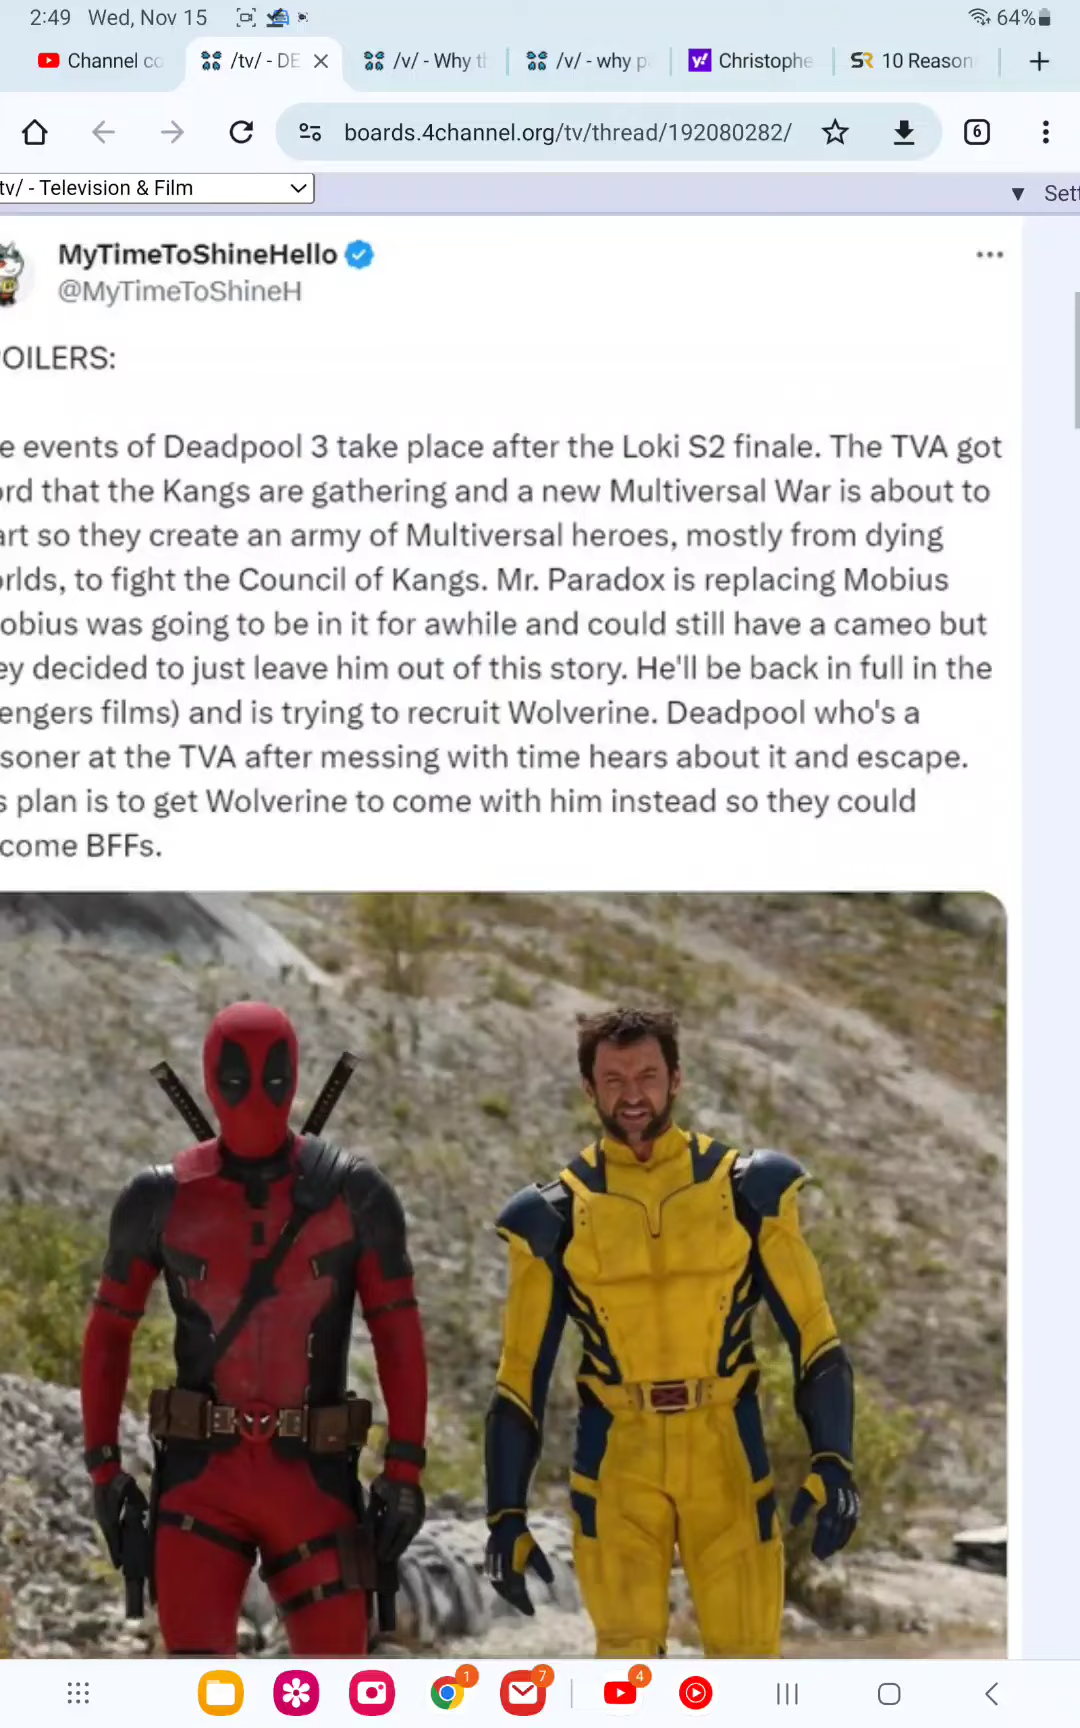 2:49 Wed, Nov 15 64%
Channel co /tv/ - DE /v/ - Why th /v/ - why p Christophe 10 Reason
boards.4channel.org/tv/thread/192080282/ 6
tv/ - Television & Film Sett
MyTimeToShineHello
@MyTimeToShineH
OILERS:
e events of Deadpool 3 take place after the Loki S2 finale. The TVA got
ord that the Kangs are gathering and a new Multiversal War is about to
art so they create an army of Multiversal heroes, mostly from dying
orlds, to fight the Council of Kangs. Mr. Paradox is replacing Mobius
obius was going to be in it for awhile and could still have a cameo but
ey decided to just leave him out of this story. He'll be back in full in the
engers films) and is trying to recruit Wolverine. Deadpool who's a
soner at the TVA after messing with time hears about it and escape.
s plan is to get Wolverine to come with him instead so they could
come BFFs.
1 7 4